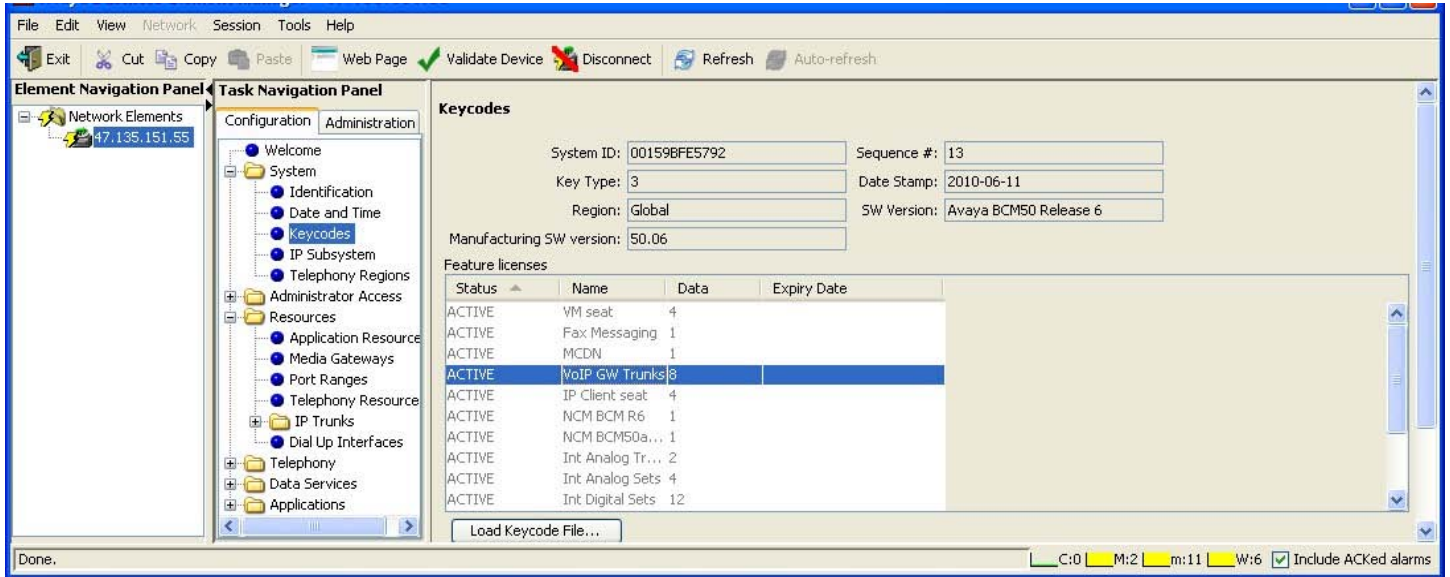 File Edit View Network Session Tools Help
Exit Cut Copy Paste Web Page Validate Device Disconnect Refresh Auto-refresh
Element Navigation Panel
Network Elements
47.135.151.55
Task Navigation Panel
Configuration Administration
Welcome
System
Identification
Date and Time
Keycodes
IP Subsystem
Telephony Regions
Administrator Access
Resources
Application Resource
Media Gateways
Port Ranges
Telephony Resource
IP Trunks
Dial Up Interfaces
Telephony
Data Services
Applications
Keycodes
System ID: 00159BFE5792 Sequence #: 13
Key Type: 3 Date Stamp: 2010-06-11
Region: Global SW Version: Avaya BCM50 Release 6
Manufacturing SW version: 50.06
Feature licenses
Status Name Data Expiry Date
ACTIVE VM seat 4
ACTIVE Fax Messaging 1
ACTIVE MCDN 1
ACTIVE VoIP GW Trunks 8
ACTIVE IP Client seat 4
ACTIVE NCM BCM R6 1
ACTIVE NCM BCM50a... 1
ACTIVE Int Analog Tr... 2
ACTIVE Int Analog Sets 4
ACTIVE Int Digital Sets 12
Load Keycode File...
Done. C:0 M:2 m:11 W:6 Include ACKed alarms